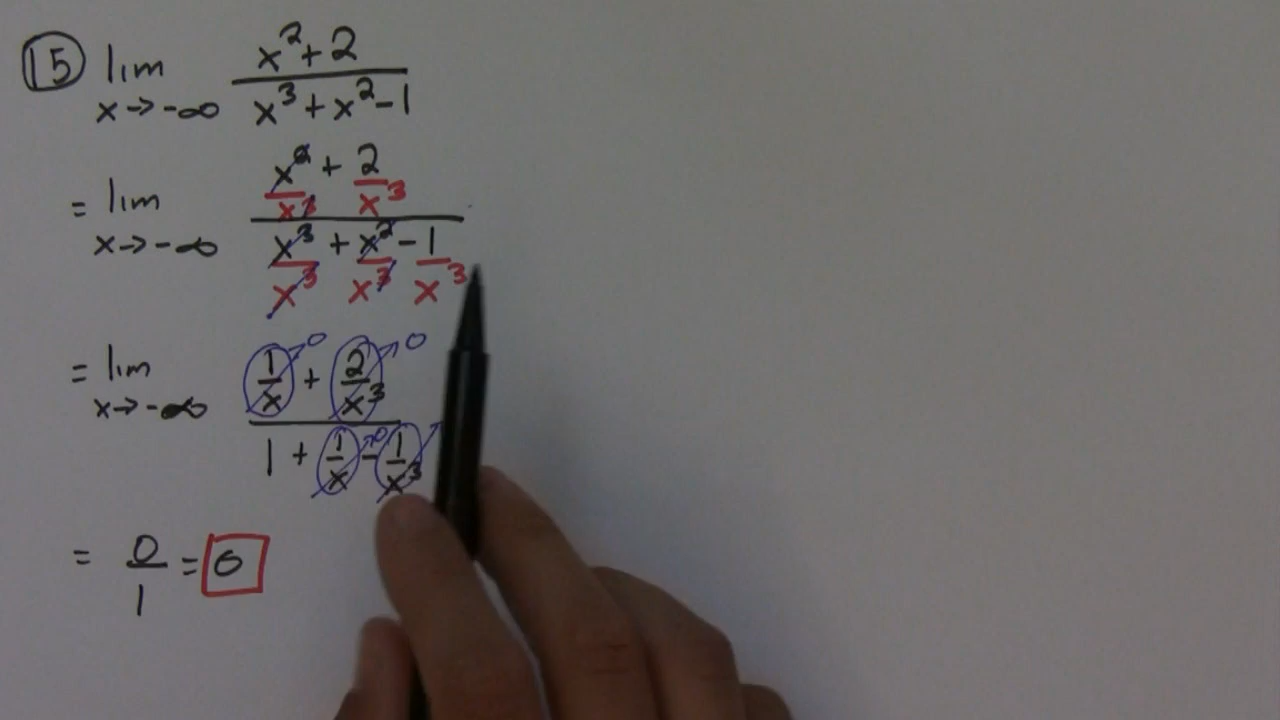 15 lim x²+2
x→-∞ x³+x²-1
= lim x²/x³ + 2/x³
x→-∞ x³/x³ + x²/x³ - 1/x³
= lim 1/x →0 + 2/x³ →0
x→-∞ 1 + 1/x →0 - 1/x³
= 0/1 = 0